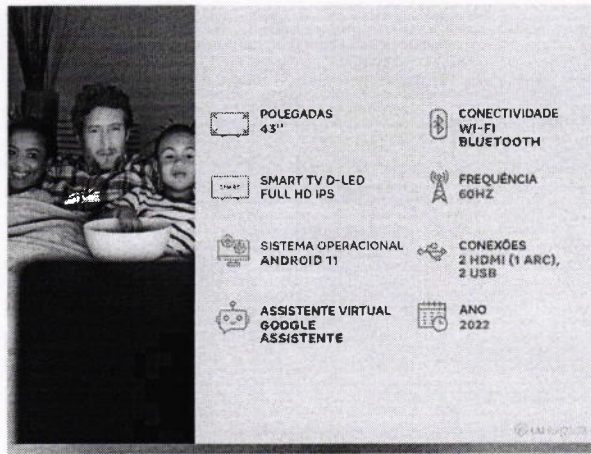 POLEGADAS
43"
SMART TV D-LED
FULL HD IPS
SMART
SISTEMA OPERACIONAL
ANDROID 11
ASSISTENTE VIRTUAL
GOOGLE
ASSISTENTE
CONECTIVIDADE
WI-FI
BLUETOOTH
FREQUÊNCIA
60HZ
CONEXÕES
2 HDMI (1 ARC),
2 USB
ANO
2022